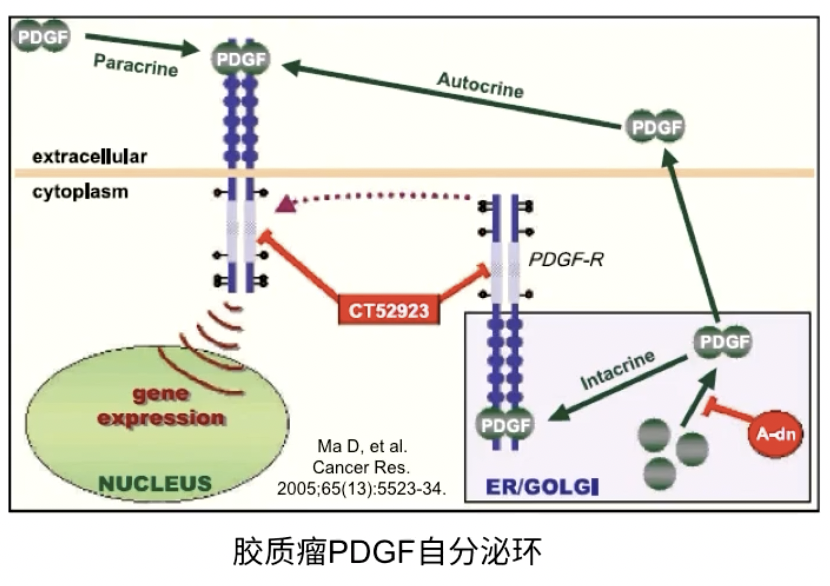 PDGF
Paracrine
PDGF
Autocrine
PDGF
extracellular
cytoplasm
PDGF-R
CT52923
PDGF
Intacrine
PDGF
A-dn
gene
expression
NUCLEUS
Ma D, et al.
Cancer Res.
2005;65(13):5523-34.
ER/GOLGI
胶质瘤PDGF自分泌环